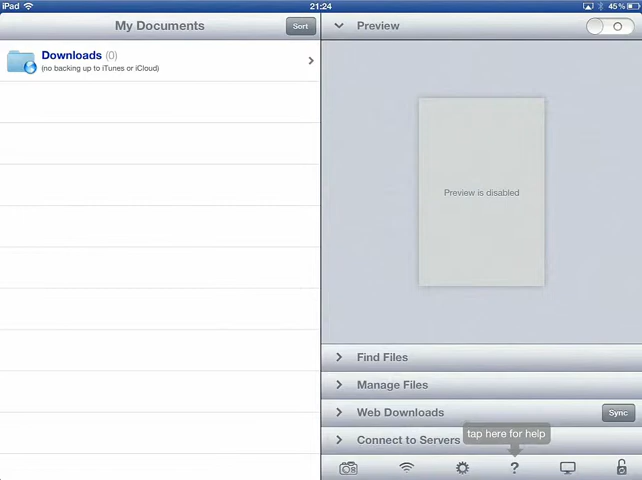 iPad
21:24
45%
My Documents
Sort
Preview
Downloads (0)
(no backing up to iTunes or iCloud)
Preview is disabled
Find Files
Manage Files
Web Downloads
Sync
tap here for help
Connect to Servers
?